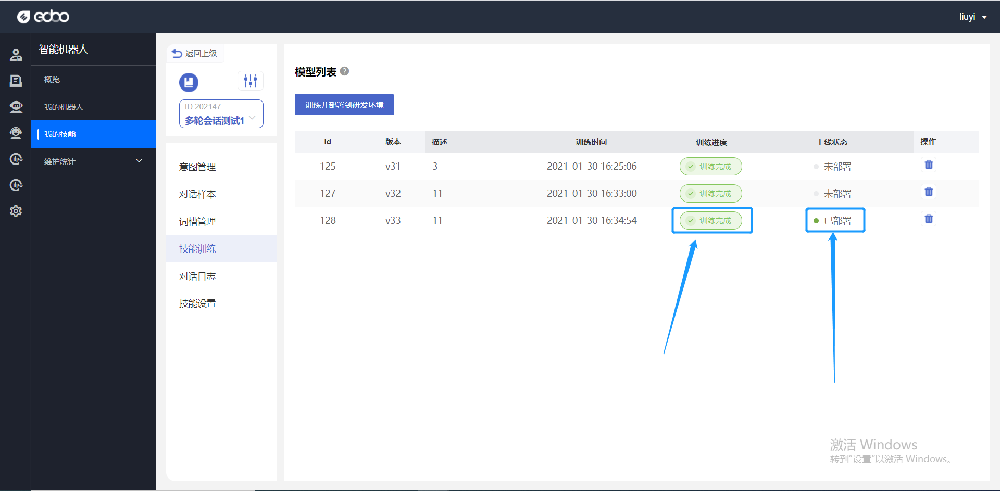 edoo
liuyi
智能机器人
概览
我的机器人
我的技能
维护统计
返回上级
ID 202147
多轮会话测试1
意图管理
对话样本
词槽管理
技能训练
对话日志
技能设置
模型列表 ?
训练并部署到研发环境
id 版本 描述 训练时间 训练进度 上线状态 操作
125 v31 3 2021-01-30 16:25:06 训练完成 未部署
127 v32 11 2021-01-30 16:33:00 训练完成 未部署
128 v33 11 2021-01-30 16:34:54 训练完成 已部署
激活 Windows
转到“设置”以激活 Windows。